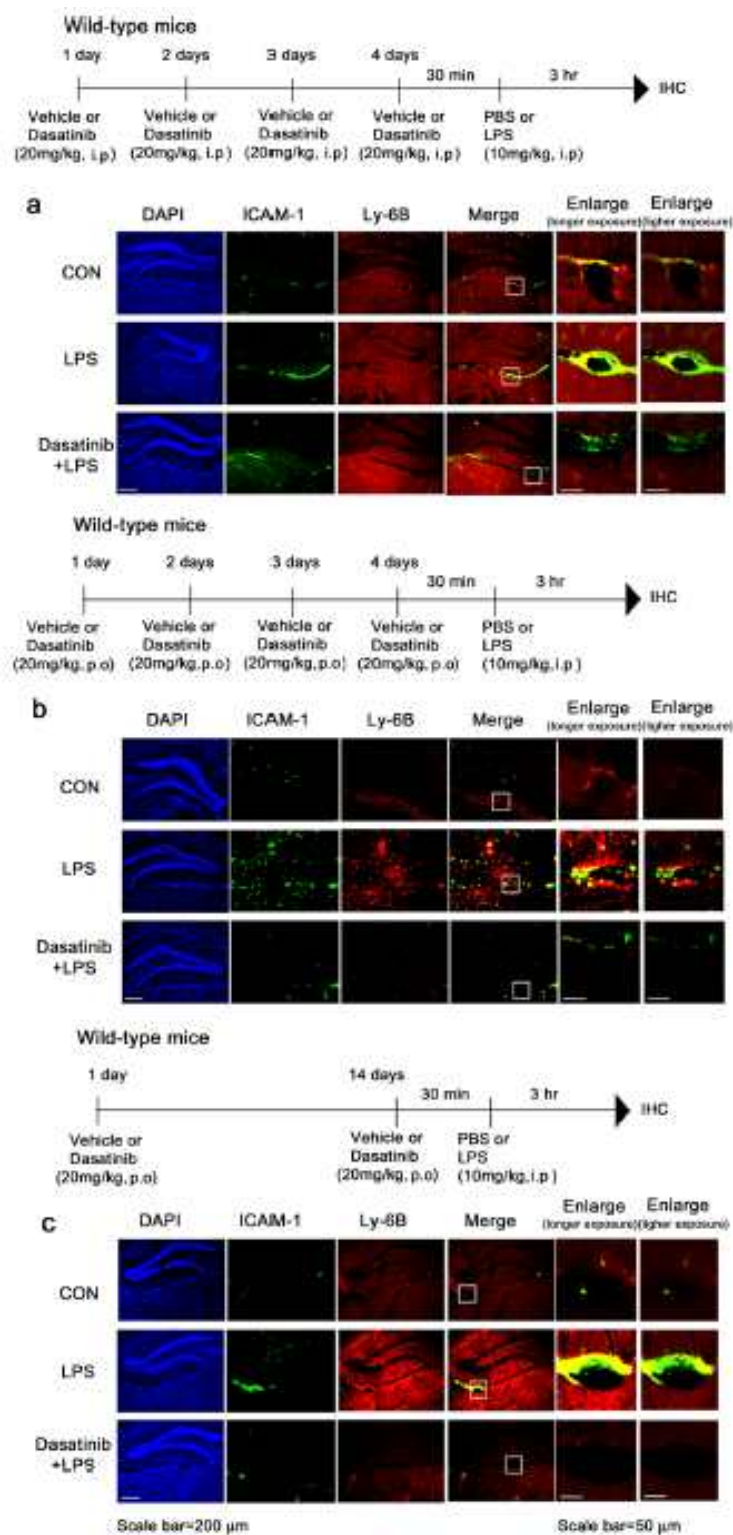 Wild-type mice
1 day 2 days 3 days 4 days 30 min 3 hr IHC
Vehicle or Vehicle or Vehicle or Vehicle or PBS or
Dasatinib Dasatinib Dasatinib Dasatinib LPS
(20mg/kg, i.p) (20mg/kg, i.p) (20mg/kg, i.p) (20mg/kg, i.p) (10mg/kg, i.p)
a
DAPI ICAM-1 Ly-6B Merge Enlarge Enlarge
(longer exposure) (ligher exposure)
CON
LPS
Dasatinib
+LPS
Wild-type mice
1 day 2 days 3 days 4 days 30 min 3 hr IHC
Vehicle or Vehicle or Vehicle or Vehicle or PBS or
Dasatinib Dasatinib Dasatinib Dasatinib LPS
(20mg/kg, p.o) (20mg/kg, p.o) (20mg/kg, p.o) (20mg/kg, p.o) (10mg/kg, i.p)
b
DAPI ICAM-1 Ly-6B Merge Enlarge Enlarge
(longer exposure) (ligher exposure)
CON
LPS
Dasatinib
+LPS
Wild-type mice
1 day 14 days 30 min 3 hr IHC
Vehicle or Vehicle or PBS or
Dasatinib Dasatinib LPS
(20mg/kg, p.o) (20mg/kg, p.o) (10mg/kg, i.p)
c
DAPI ICAM-1 Ly-6B Merge Enlarge Enlarge
(longer exposure) (ligher exposure)
CON
LPS
Dasatinib
+LPS
Scale bar=200 μm Scale bar=50 μm